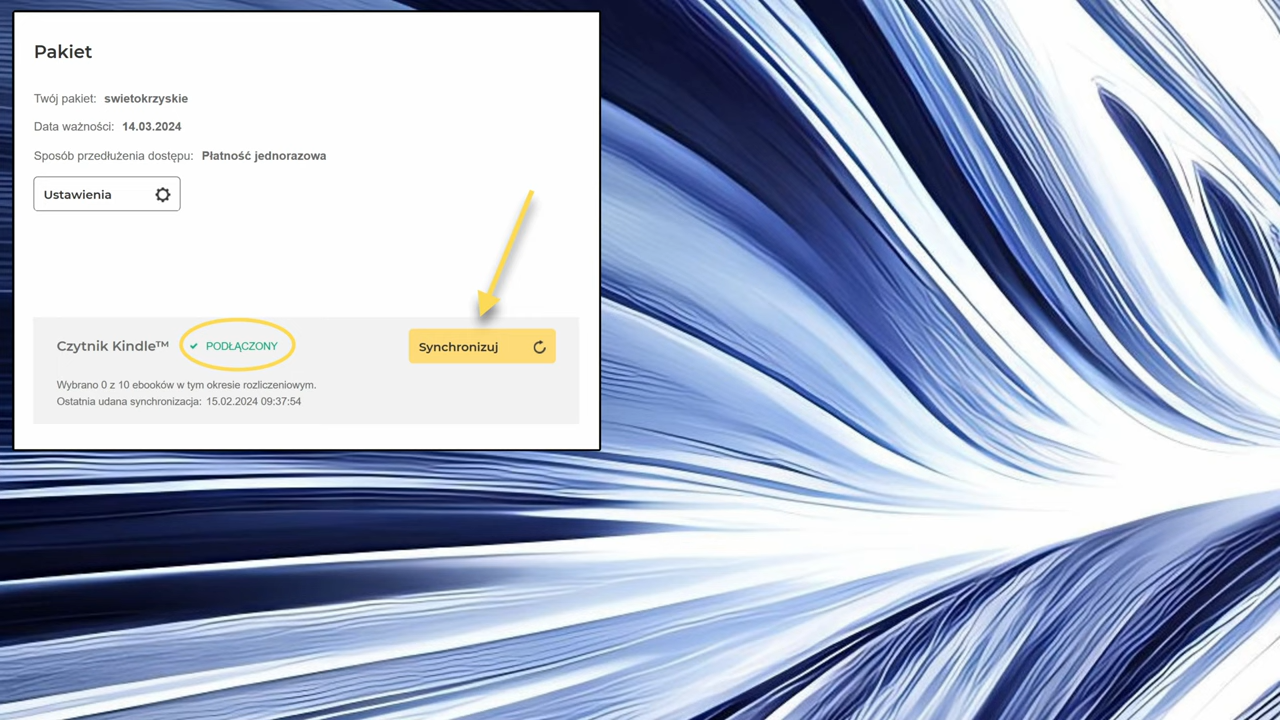 Pakiet
Twój pakiet: swietokrzyskie
Data ważności: 14.03.2024
Sposób przedłużenia dostępu: Płatność jednorazowa
Ustawienia
Czytnik Kindle™ PODŁĄCZONY Synchronizuj
Wybrano 0 z 10 ebooków w tym okresie rozliczeniowym.
Ostatnia udana synchronizacja: 15.02.2024 09:37:54